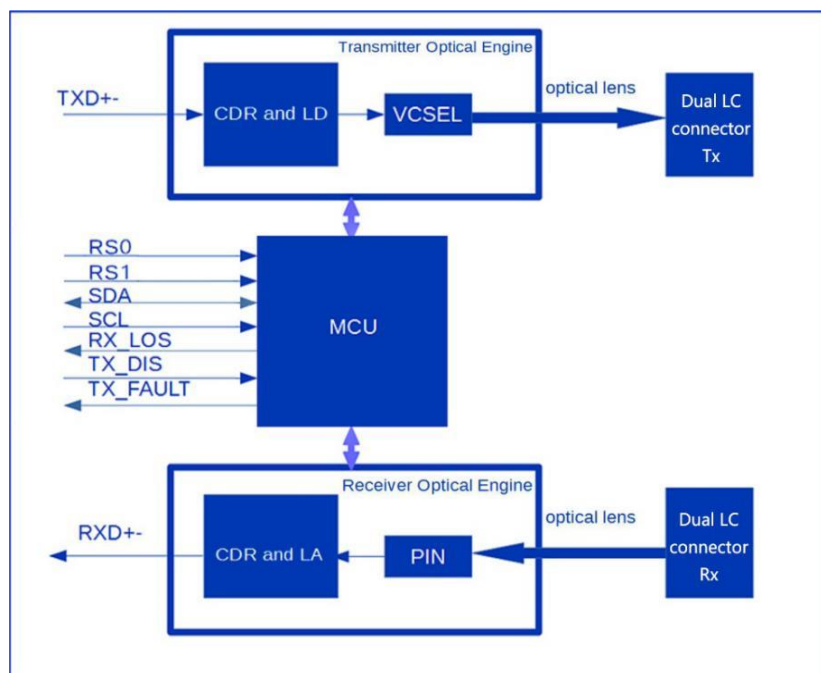 Transmitter Optical Engine
TXD+-
CDR and LD
VCSEL
optical lens
Dual LC
connector
Tx
RS0
RS1
SDA
SCL
RX_LOS
TX_DIS
TX_FAULT
MCU
Receiver Optical Engine
RXD+-
CDR and LA
PIN
optical lens
Dual LC
connector
Rx